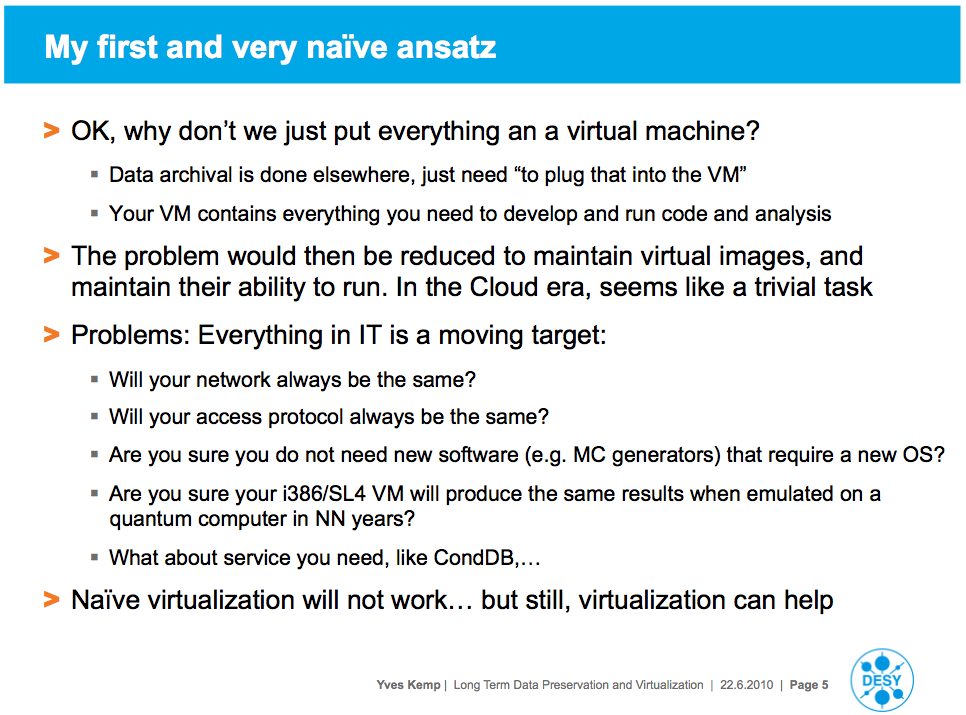 My first and very naïve ansatz
> OK, why don’t we just put everything an a virtual machine?
▪ Data archival is done elsewhere, just need “to plug that into the VM”
▪ Your VM contains everything you need to develop and run code and analysis
> The problem would then be reduced to maintain virtual images, and
maintain their ability to run. In the Cloud era, seems like a trivial task
> Problems: Everything in IT is a moving target:
▪ Will your network always be the same?
▪ Will your access protocol always be the same?
▪ Are you sure you do not need new software (e.g. MC generators) that require a new OS?
▪ Are you sure your i386/SL4 VM will produce the same results when emulated on a
quantum computer in NN years?
▪ What about service you need, like CondDB,…
> Naïve virtualization will not work… but still, virtualization can help
Yves Kemp | Long Term Data Preservation and Virtualization | 22.6.2010 | Page 5
DESY